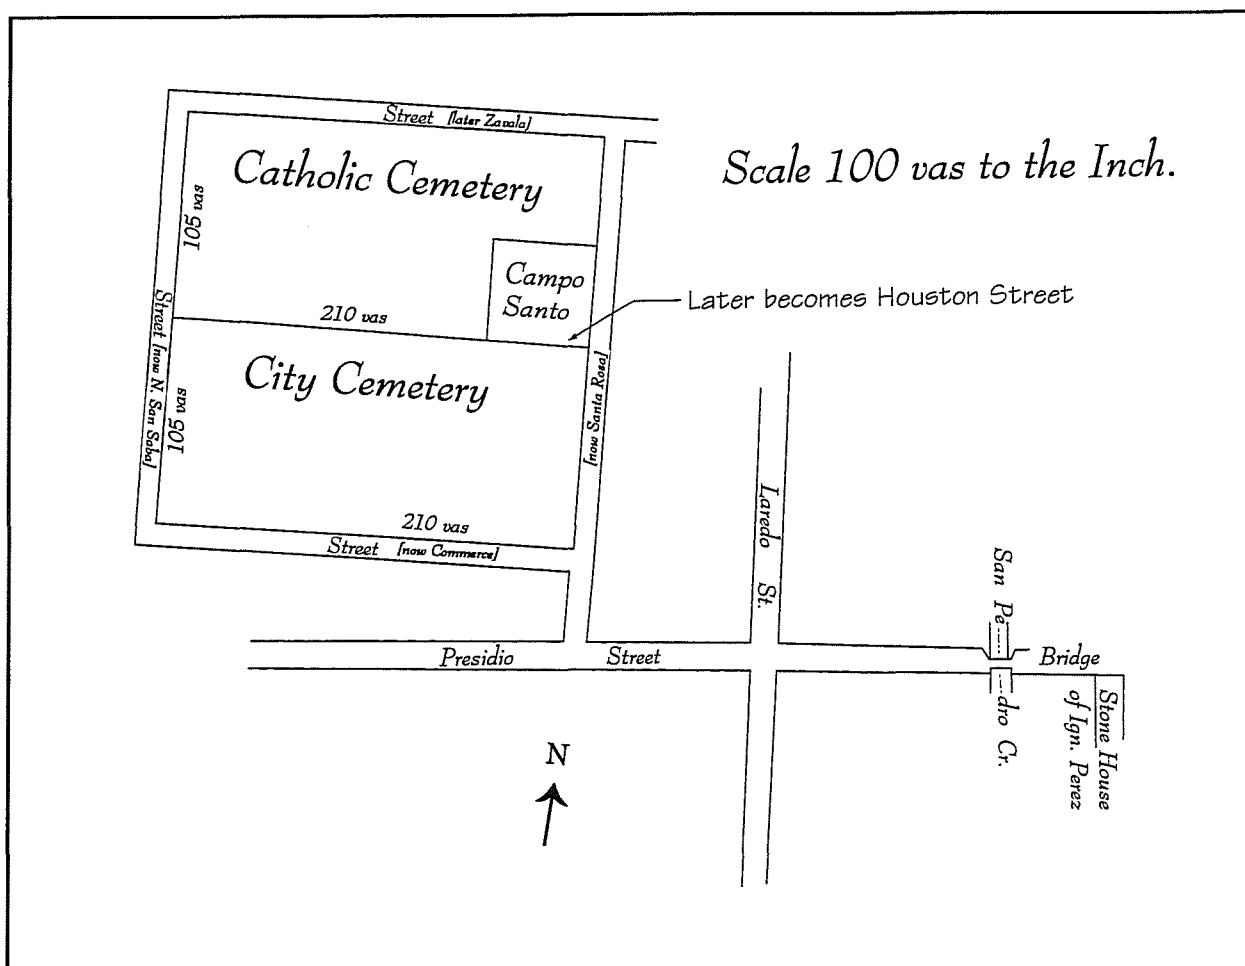 Street [later Zavala]
Catholic Cemetery
Scale 100 vas to the Inch.
105 vas
Campo
Santo
Later becomes Houston Street
210 vas
Street [now N. San Saba]
City Cemetery
105 vas
[now Santa Rosa]
210 vas
Street [now Commerce]
Laredo St.
San Pe
dro Cr.
Presidio Street
Bridge
Stone House
of Ign. Perez
N